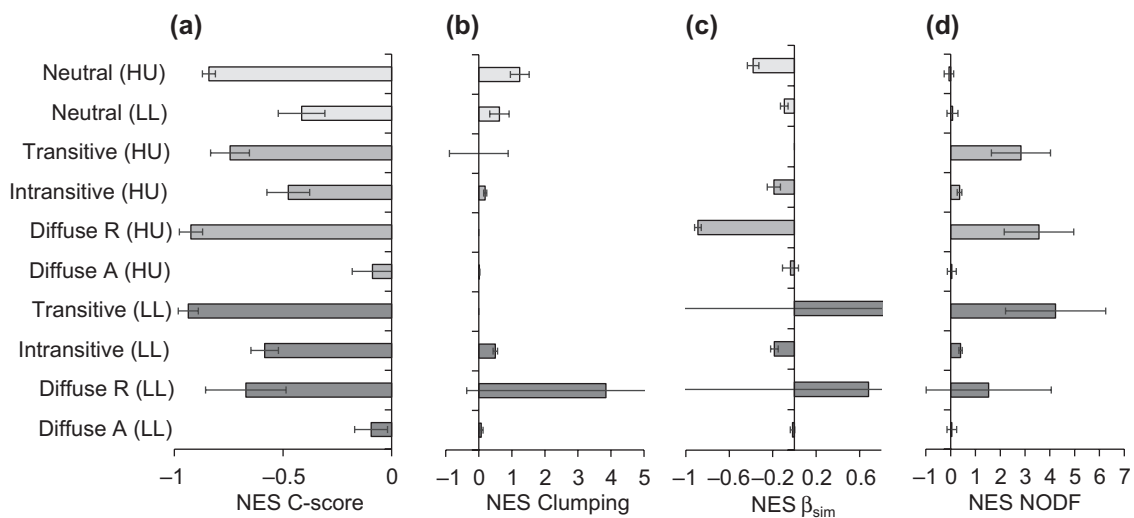 (a) (b) (c) (d)
Neutral (HU)
Neutral (LL)
Transitive (HU)
Intransitive (HU)
Diffuse R (HU)
Diffuse A (HU)
Transitive (LL)
Intransitive (LL)
Diffuse R (LL)
Diffuse A (LL)
−1 −0.5 0 −1 0 1 2 3 4 5 −1 −0.6 −0.2 0.2 0.6 −1 0 1 2 3 4 5 6 7
NES C-score NES Clumping NES βsim NES NODF